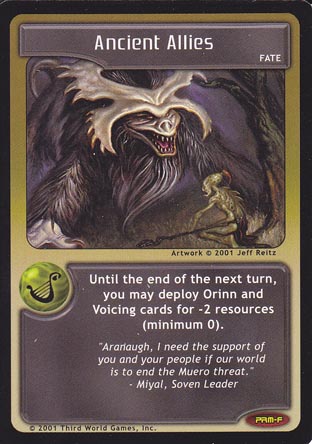 Ancient Allies
FATE
Artwork © 2001 Jeff Reitz
Until the end of the next turn,
you may deploy Orinn and
Voicing cards for -2 resources
(minimum 0).
"Aranaugh, I need the support of
you and your people if our world
is to end the Muero threat."
- Miyal, Soven Leader
© 2001 Third World Games, Inc.
PRM-F